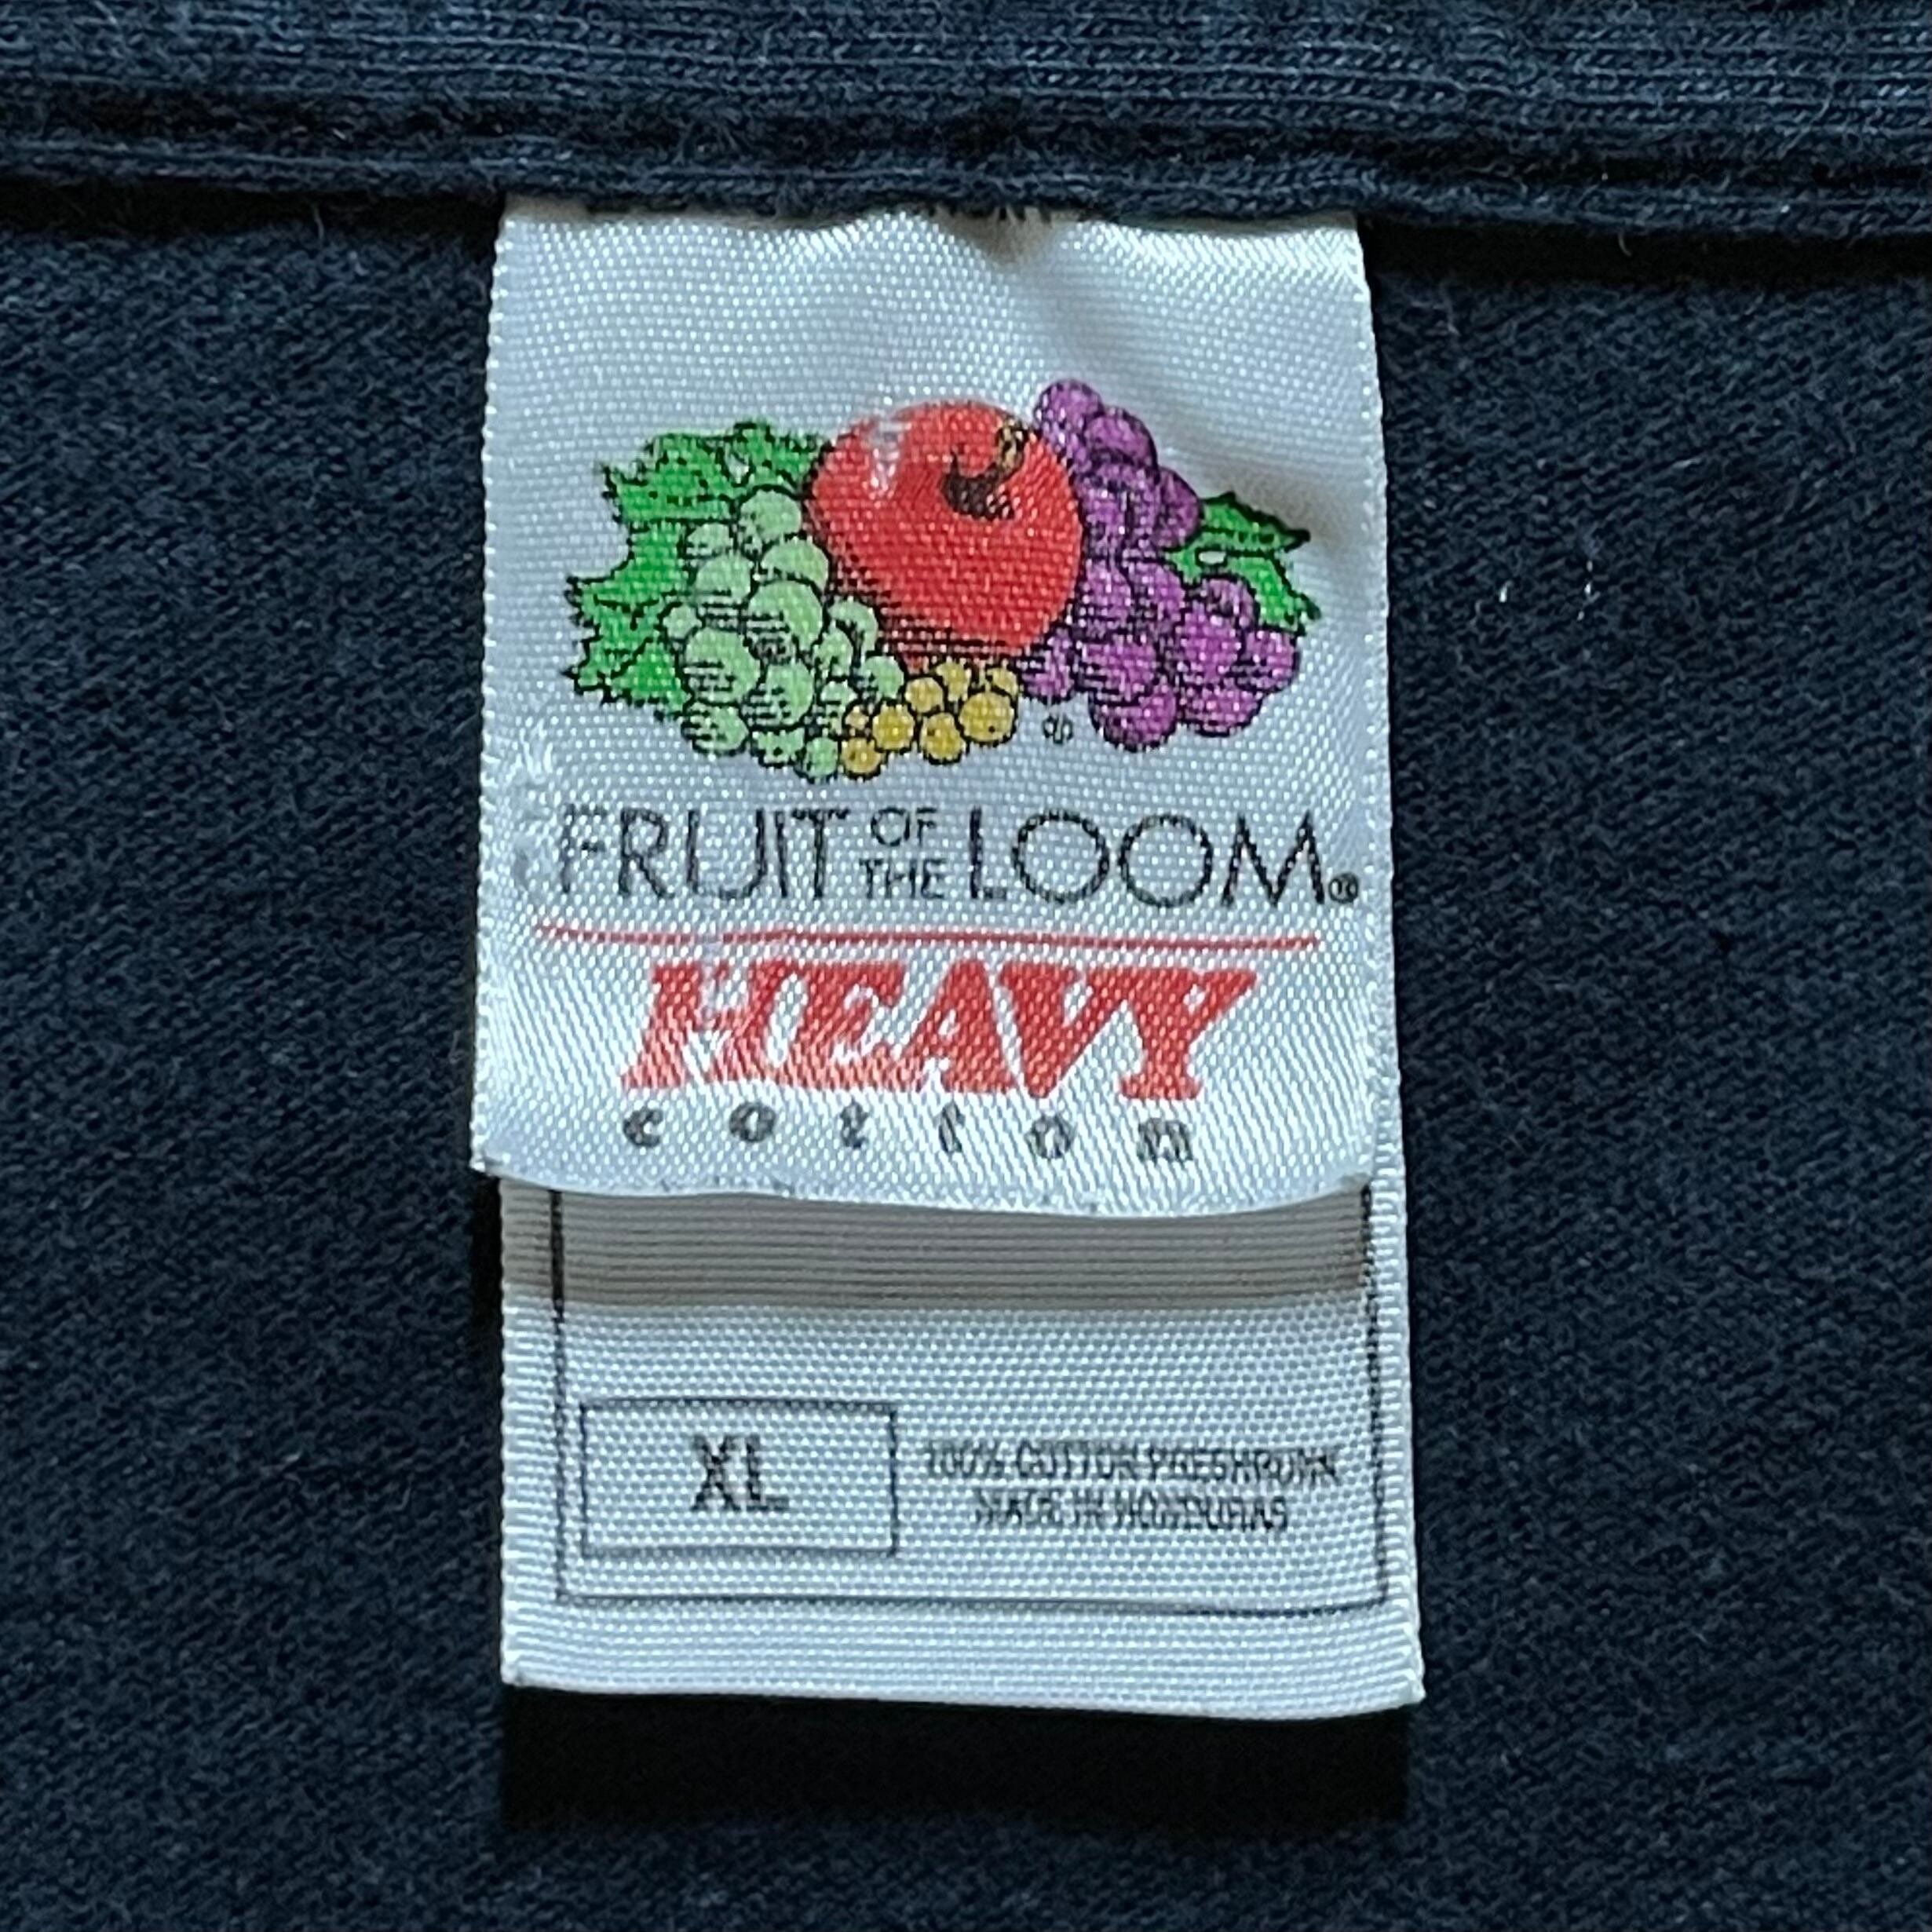 FRUIT OF THE LOOM®
HEAVY
cotton
XL
100% COTTON PRESHRUNK
MADE IN HONDURAS